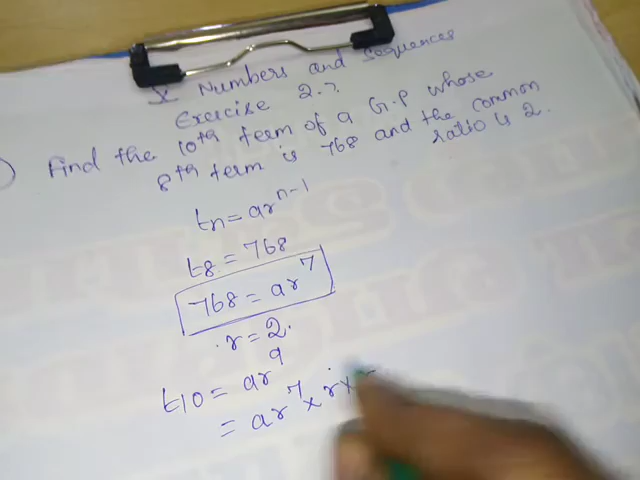 X Numbers and Sequences
Exercise 2.7
Find the 10th term of a G.P whose
8th term is 768 and the common
ratio is 2.
tn = ar^n-1
t8 = 768
768 = ar^7
r = 2.
t10 = ar^9
= ar^7 × r ×